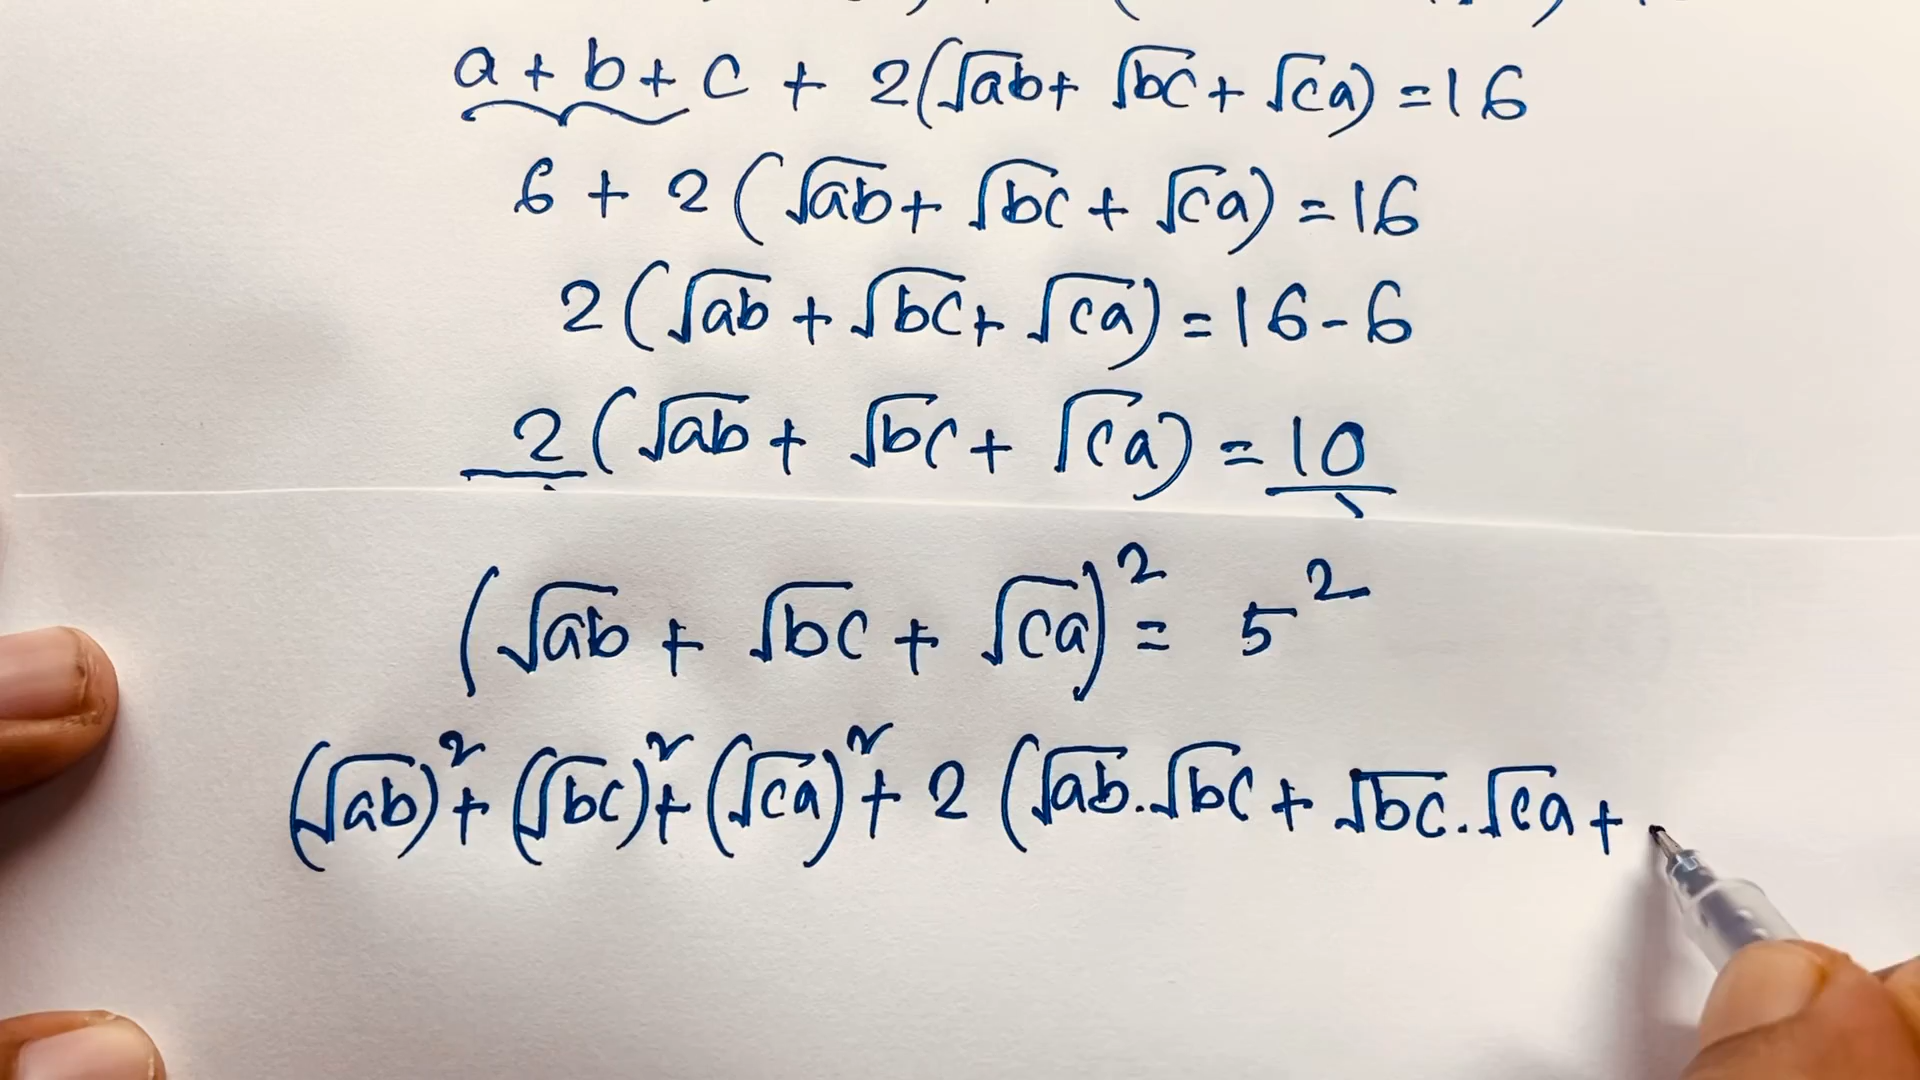 a + b + c + 2(√ab + √bc + √ca) = 16
6 + 2(√ab + √bc + √ca) = 16
2(√ab + √bc + √ca) = 16 - 6
2(√ab + √bc + √ca) = 10
(√ab + √bc + √ca)² = 5²
(√ab)² + (√bc)² + (√ca)² + 2(√ab.√bc + √bc.√ca +